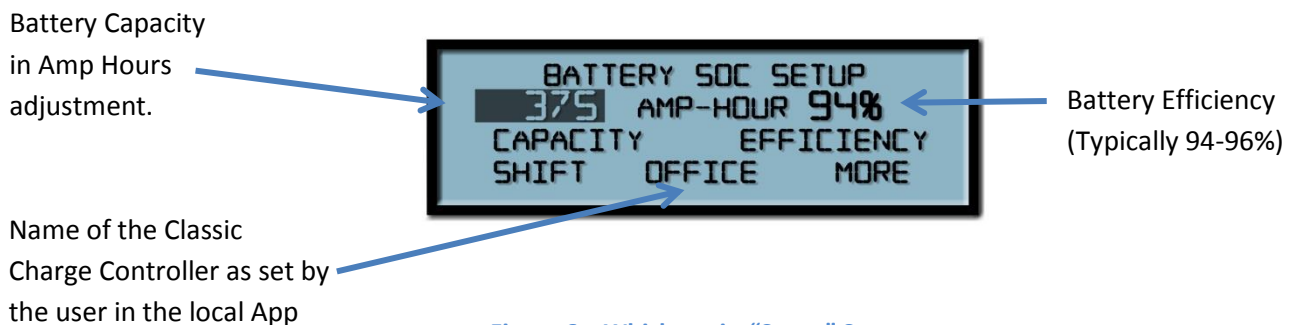 Battery Capacity
in Amp Hours
adjustment.
BATTERY SOC SETUP
375 AMP-HOUR 94%
CAPACITY EFFICIENCY
SHIFT OFFICE MORE
Battery Efficiency
(Typically 94-96%)
Name of the Classic
Charge Controller as set by
the user in the local App